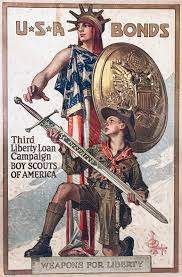 U·S·A BONDS
Third
Liberty Loan
Campaign
BOY SCOUTS
OF AMERICA
WEAPONS FOR LIBERTY